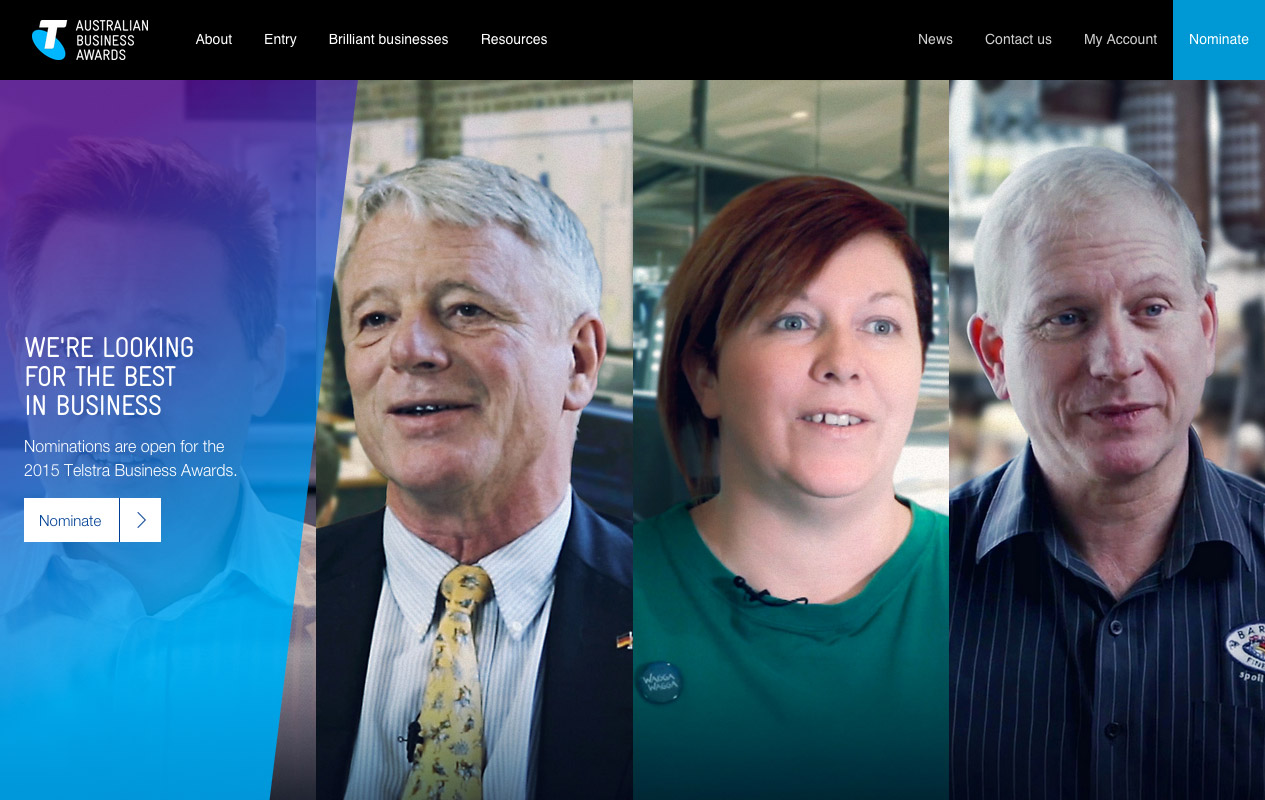 AUSTRALIAN
BUSINESS
AWARDS
About
Entry
Brilliant businesses
Resources
News
Contact us
My Account
Nominate
WE'RE LOOKING
FOR THE BEST
IN BUSINESS
Nominations are open for the
2015 Telstra Business Awards.
Nominate
WAGGA
WAGGA